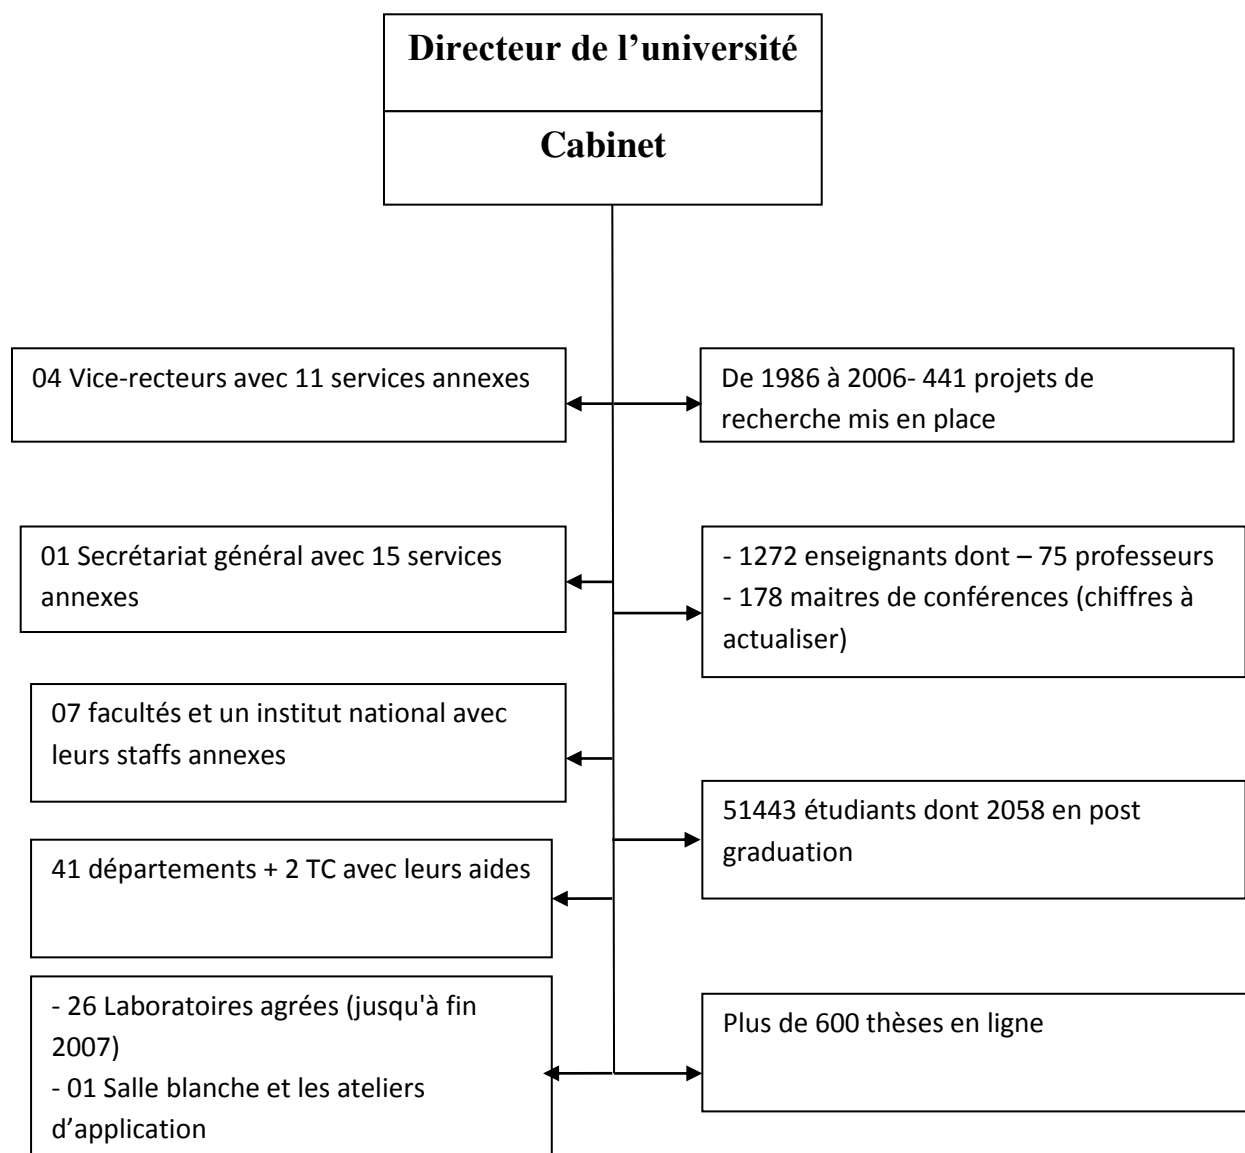 Directeur de l’université
Cabinet
04 Vice-recteurs avec 11 services annexes
De 1986 à 2006- 441 projets de
recherche mis en place
01 Secrétariat général avec 15 services
annexes
- 1272 enseignants dont – 75 professeurs
- 178 maitres de conférences (chiffres à
actualiser)
07 facultés et un institut national avec
leurs staffs annexes
51443 étudiants dont 2058 en post
graduation
41 départements + 2 TC avec leurs aides
- 26 Laboratoires agrées (jusqu'à fin
2007)
- 01 Salle blanche et les ateliers
d’application
Plus de 600 thèses en ligne